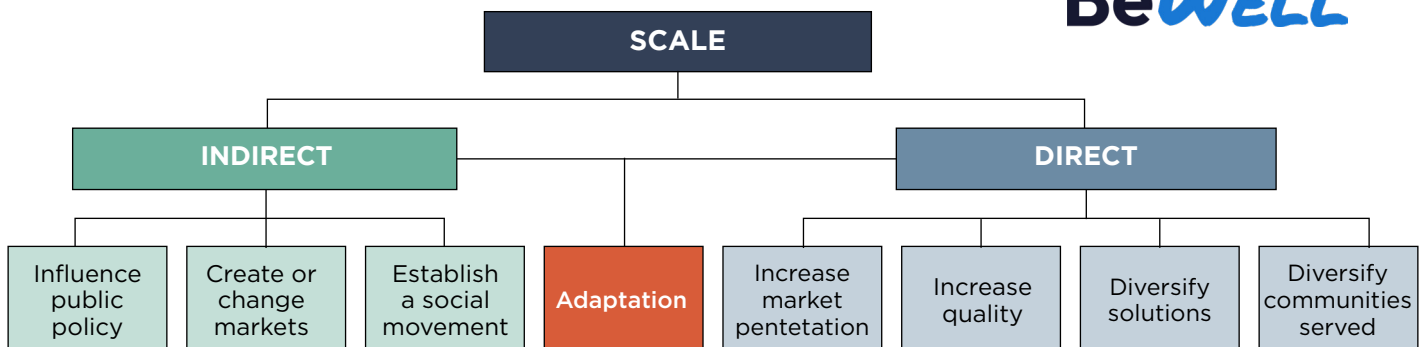 BeWELL
SCALE
INDIRECT
DIRECT
Influence
public
policy
Create or
change
markets
Establish
a social
movement
Adaptation
Increase
market
pentetation
Increase
quality
Diversify
solutions
Diversify
communities
served